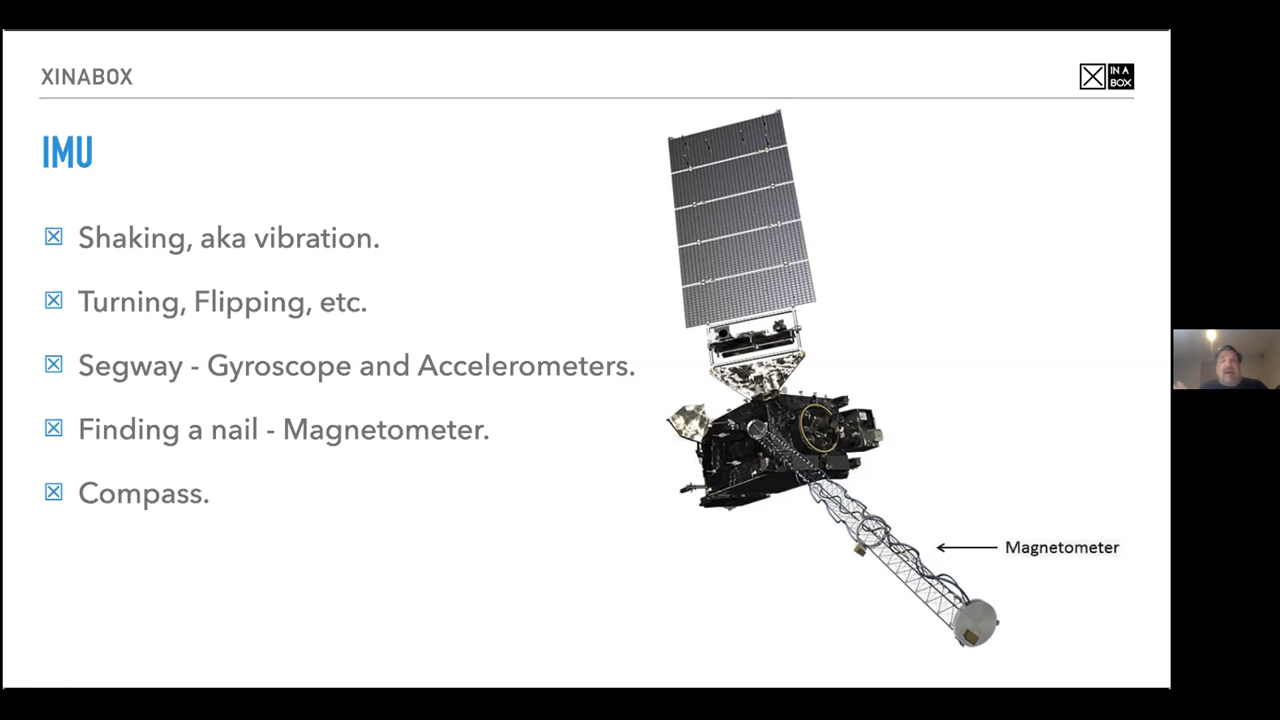 XINABOX
IN A
BOX
IMU
Shaking, aka vibration.
Turning, Flipping, etc.
Segway - Gyroscope and Accelerometers.
Finding a nail - Magnetometer.
Compass.
Magnetometer